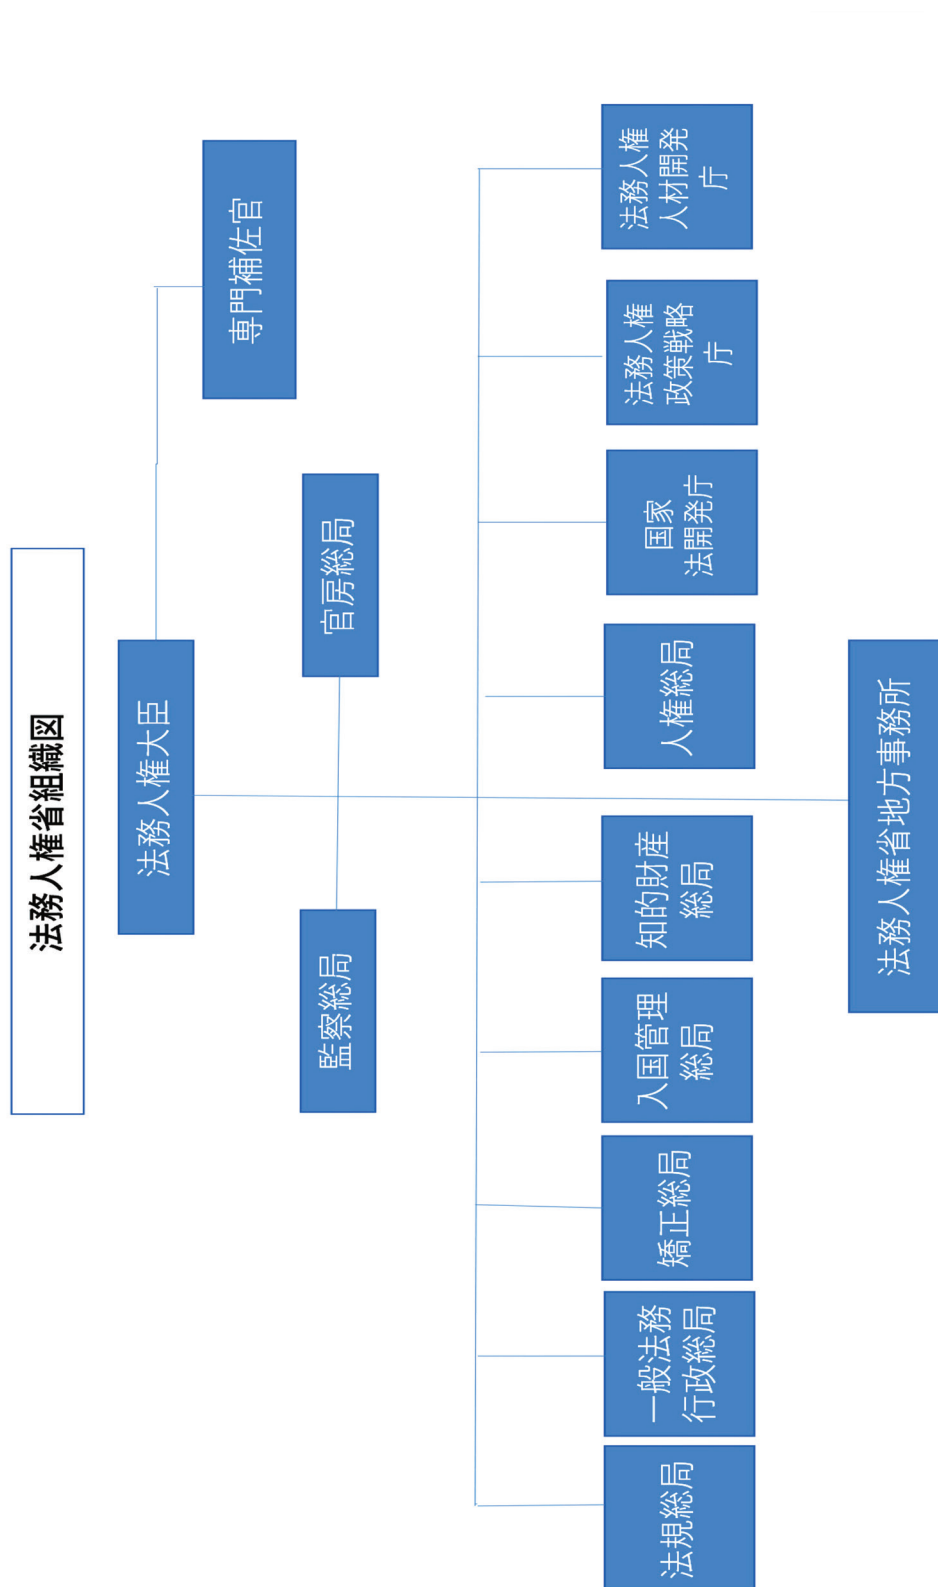 法務人権省組織図
法務人権大臣
専門補佐官
監察総局
官房総局
法規総局
一般法務
行政総局
矯正総局
入国管理
総局
知的財産
総局
人権総局
国家
法開発庁
法務人権
政策戦略
庁
法務人権
人材開発
庁
法務人権省地方事務所